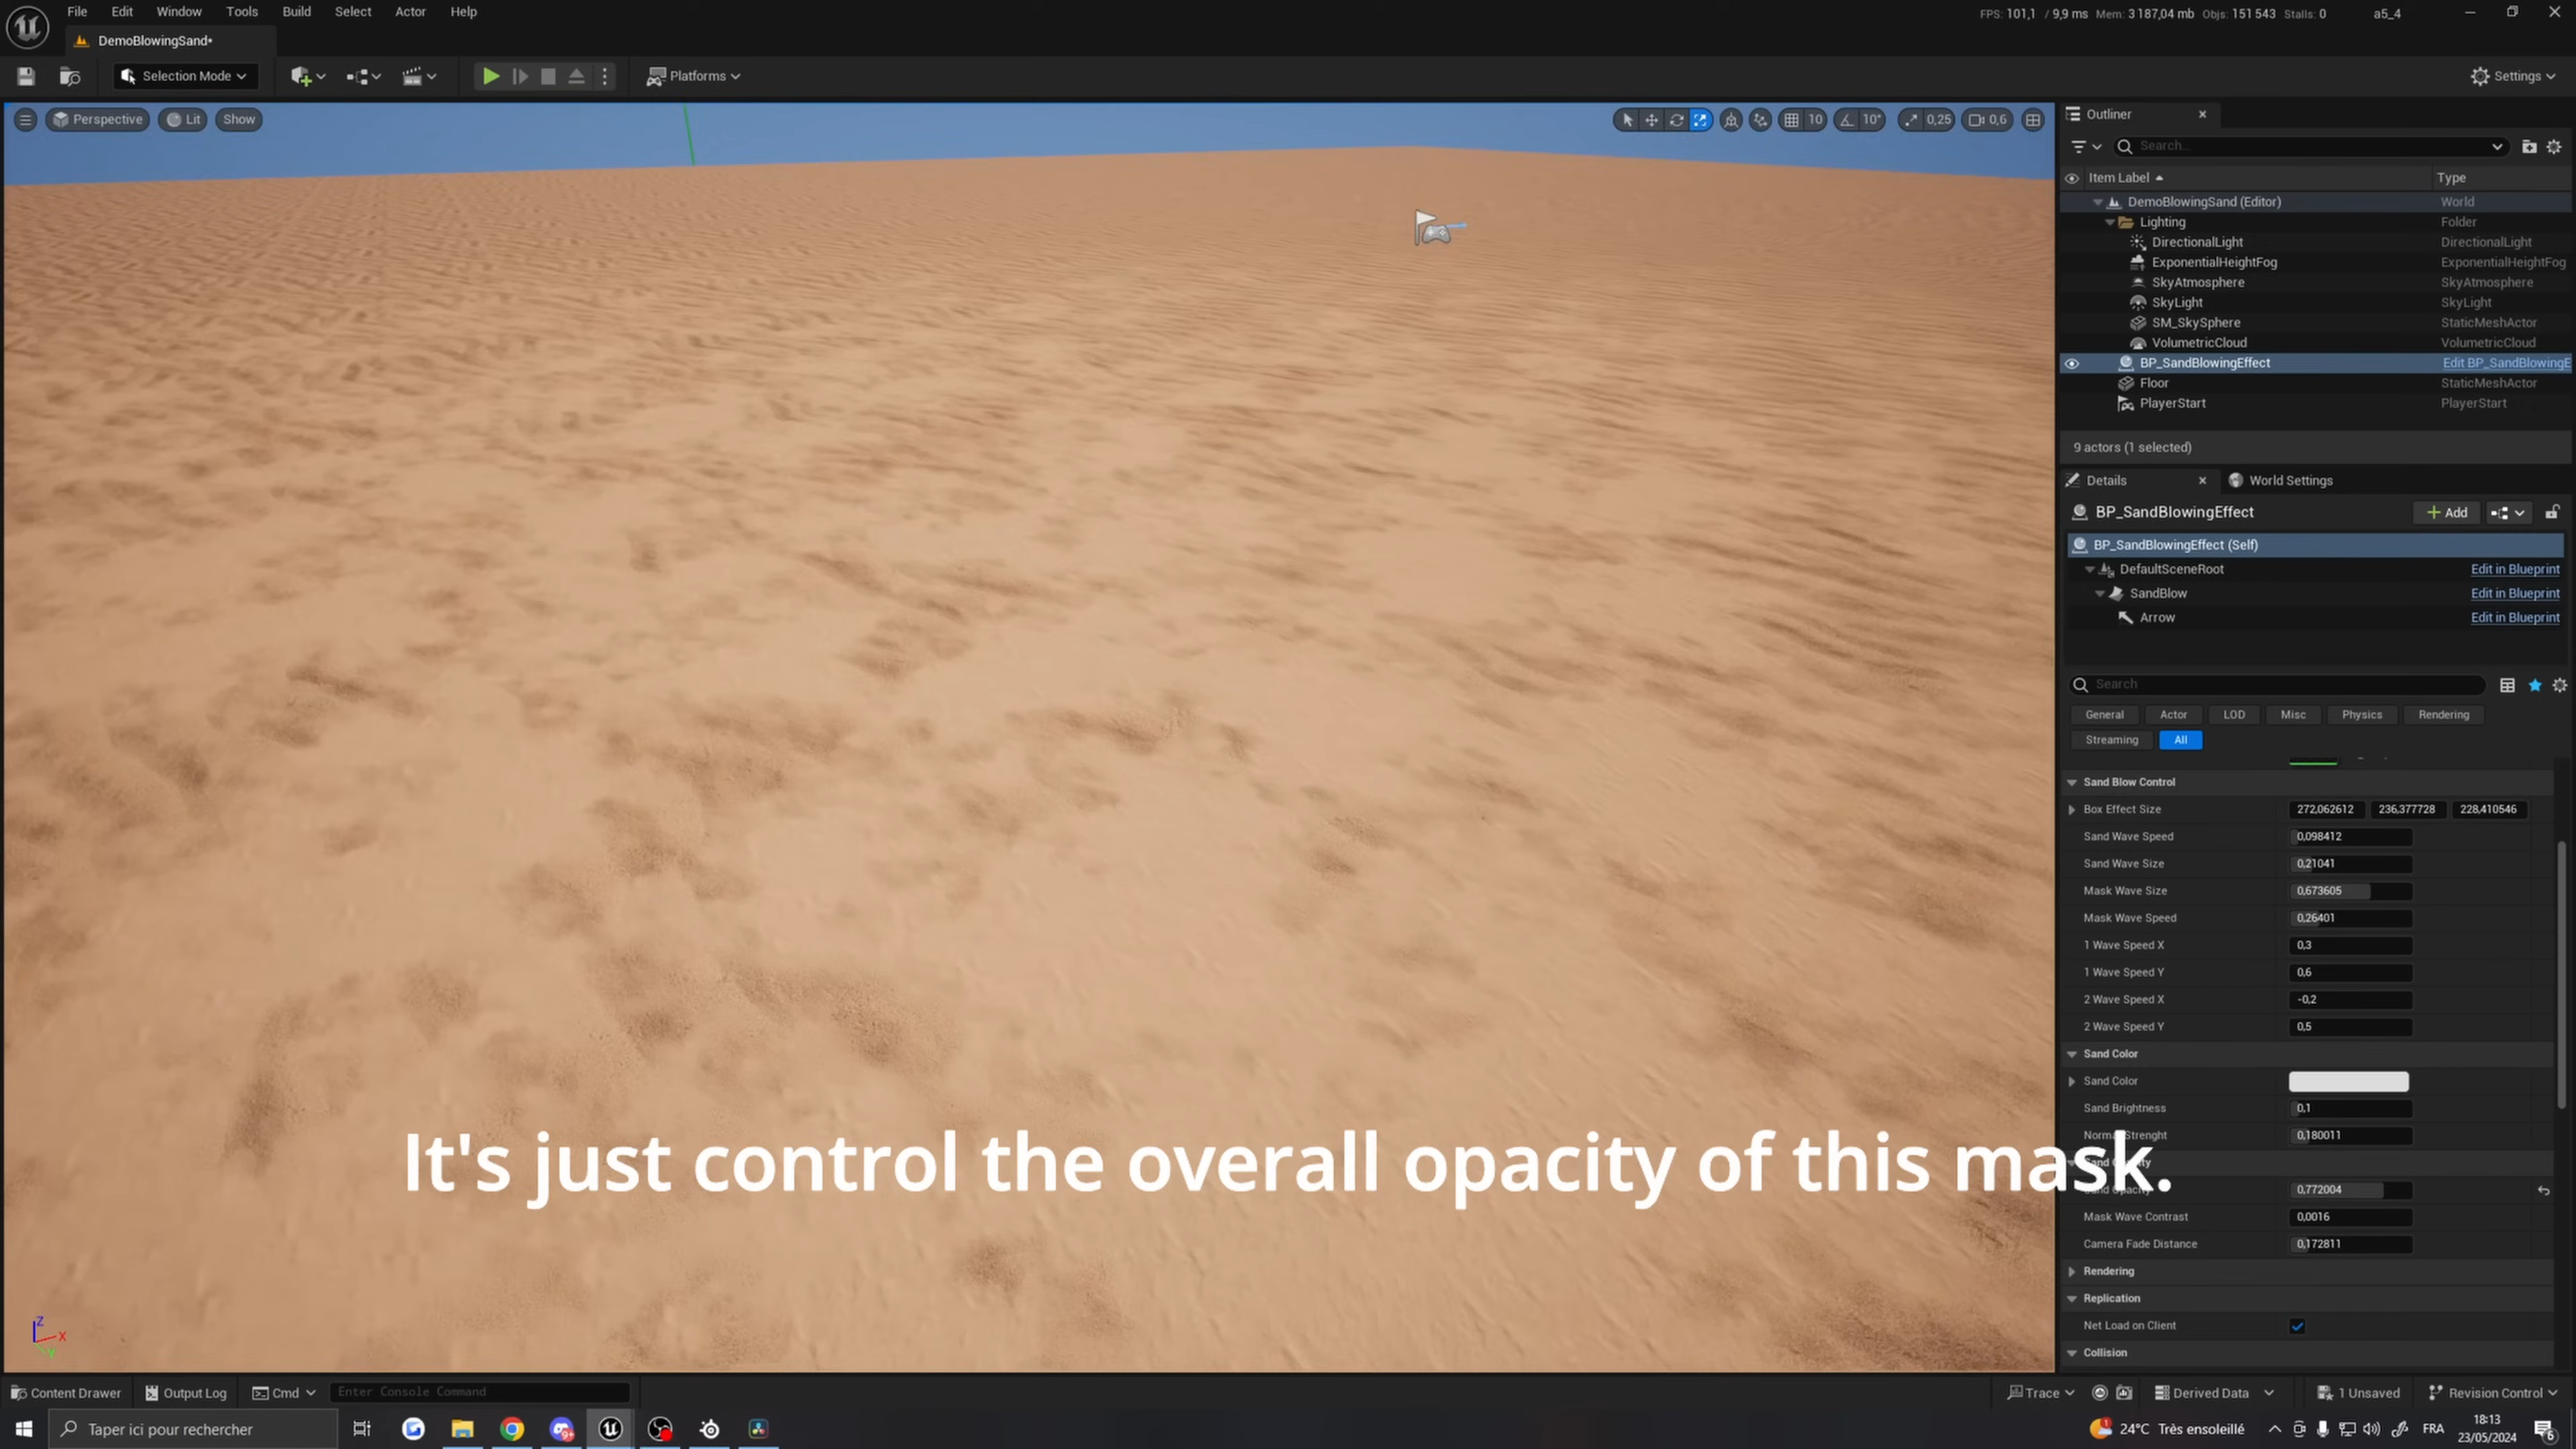 File Edit Window Tools Build Select Actor Help
FPS: 101,1 / 9,9 ms Mem: 3 187,04 mb Objs: 151 543 Stalls: 0 a5_4
DemoBlowingSand*
Selection Mode
Platforms
Settings
Perspective Lit Show
10 10° 0,25 0,6
Outliner
Search...
Item Label Type
DemoBlowingSand (Editor) World
Lighting Folder
DirectionalLight DirectionalLight
ExponentialHeightFog ExponentialHeightFog
SkyAtmosphere SkyAtmosphere
SkyLight SkyLight
SM_SkySphere StaticMeshActor
VolumetricCloud VolumetricCloud
BP_SandBlowingEffect Edit BP_SandBlowingE
Floor StaticMeshActor
PlayerStart PlayerStart
9 actors (1 selected)
Details World Settings
BP_SandBlowingEffect Add
BP_SandBlowingEffect (Self)
DefaultSceneRoot Edit in Blueprint
SandBlow Edit in Blueprint
Arrow Edit in Blueprint
Search
General Actor LOD Misc Physics Rendering
Streaming All
Sand Blow Control
Box Effect Size 272,062612 236,377728 228,410546
Sand Wave Speed 0,098412
Sand Wave Size 0,21041
Mask Wave Size 0,673605
Mask Wave Speed 0,26401
1 Wave Speed X 0,3
1 Wave Speed Y 0,6
2 Wave Speed X -0,2
2 Wave Speed Y 0,5
Sand Color
Sand Color
Sand Brightness 0,1
Normal Strenght 0,180011
It's just control the overall opacity of this mask.
Sand Opacity 0,772004
Mask Wave Contrast 0,0016
Camera Fade Distance 0,172811
Rendering
Replication
Net Load on Client
Collision
Content Drawer Output Log Cmd Enter Console Command
Trace Derived Data 1 Unsaved Revision Control
Taper ici pour rechercher
9+
24°C Très ensoleillé FRA
18:13
23/05/2024
6